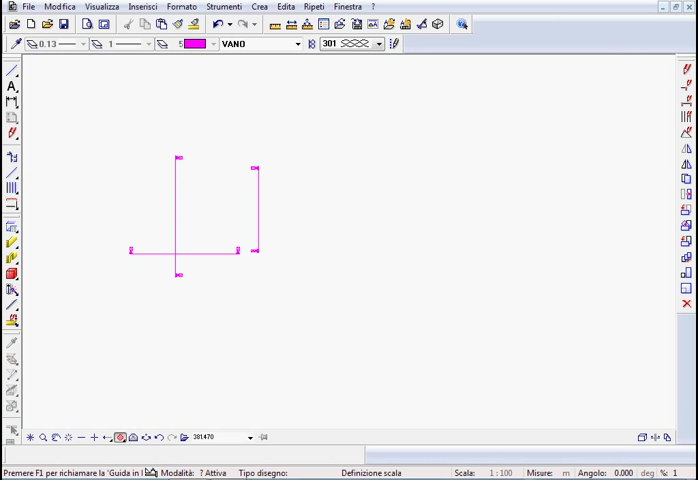 File Modifica Visualizza Inserisci Formato Strumenti Crea Edita Ripeti Finestra ?
0.13 1 5 VANO 301
A
381.470
Premere F1 per richiamare la 'Guida in l Modalità: ? Attiva Tipo disegno: Definizione scala Scala: 1 : 100 Misure: m Angolo: 0.000 deg %: 1